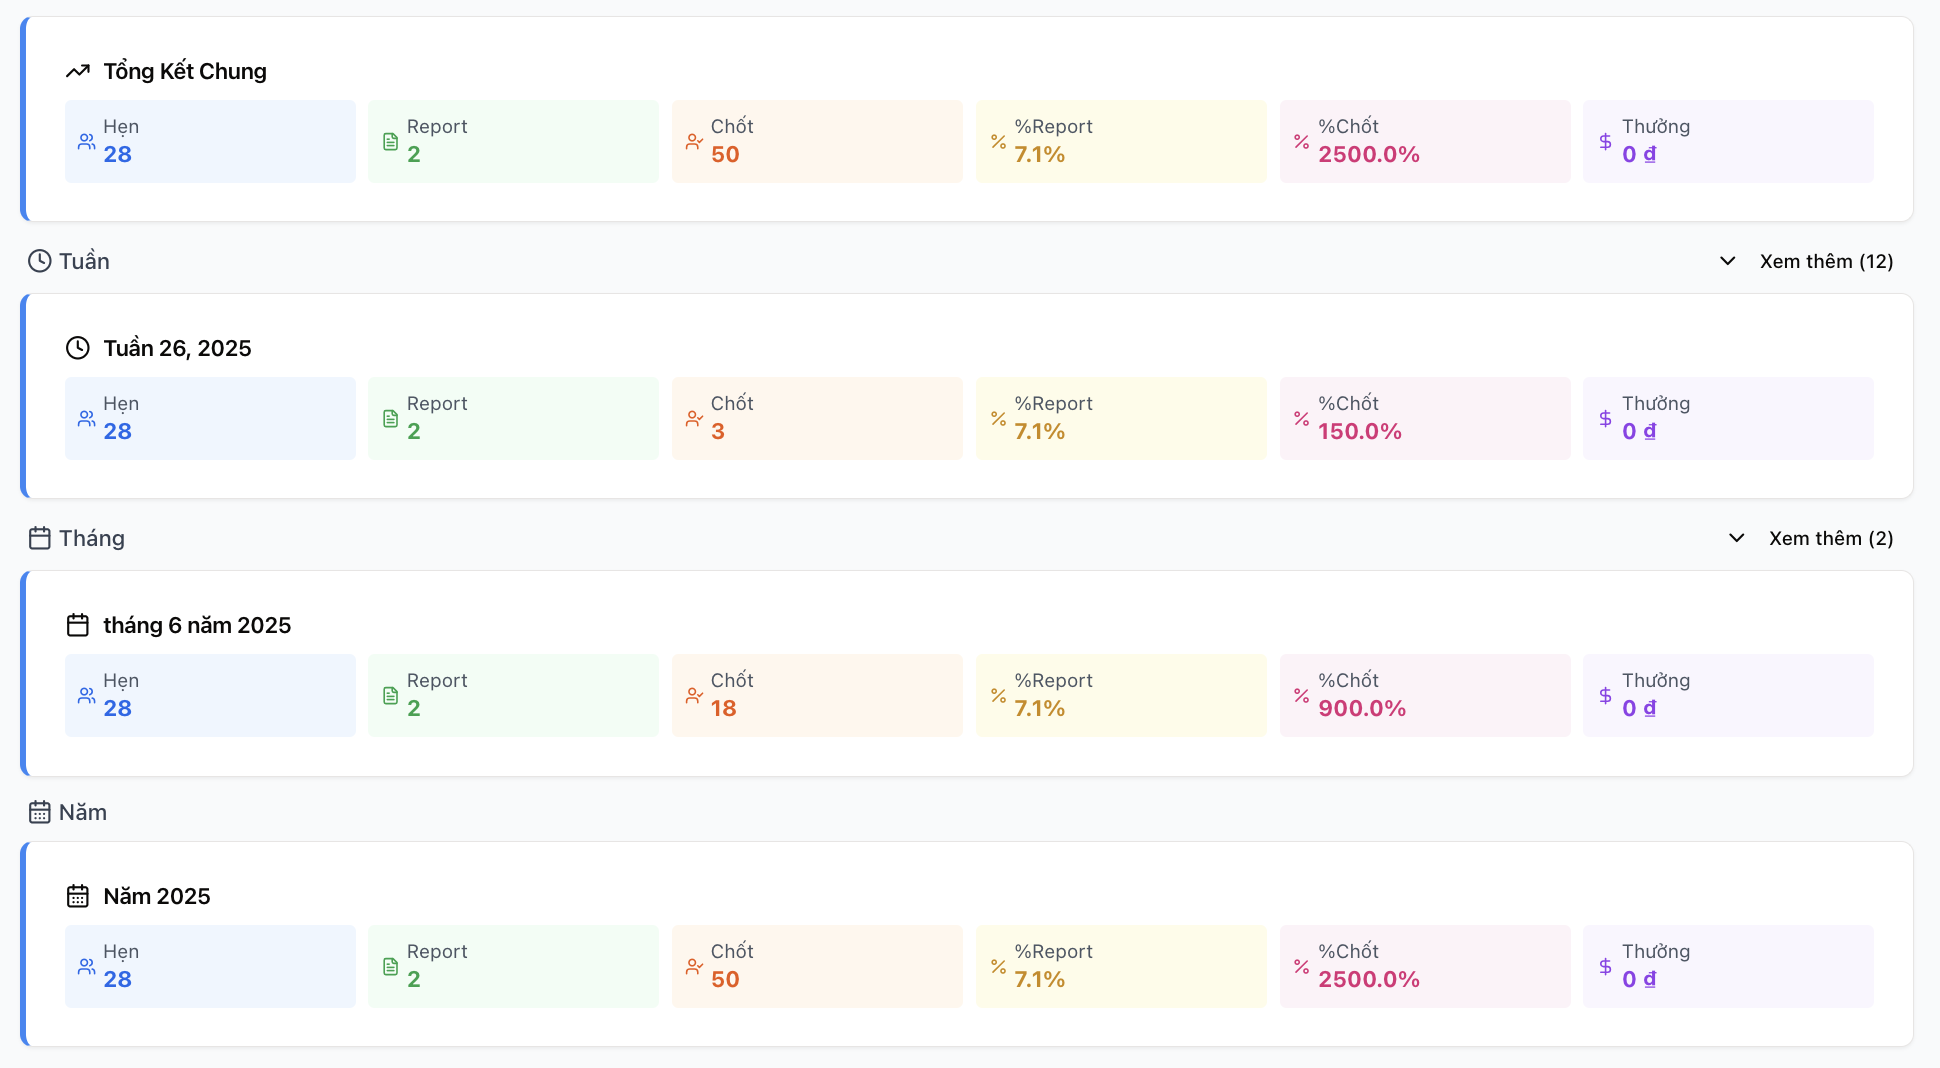 Tổng Kết Chung
Hẹn
28
Report
2
Chốt
50
%Report
7.1%
%Chốt
2500.0%
Thưởng
0 ₫
Tuần
Xem thêm (12)
Tuần 26, 2025
Hẹn
28
Report
2
Chốt
3
%Report
7.1%
%Chốt
150.0%
Thưởng
0 ₫
Tháng
Xem thêm (2)
tháng 6 năm 2025
Hẹn
28
Report
2
Chốt
18
%Report
7.1%
%Chốt
900.0%
Thưởng
0 ₫
Năm
Năm 2025
Hẹn
28
Report
2
Chốt
50
%Report
7.1%
%Chốt
2500.0%
Thưởng
0 ₫